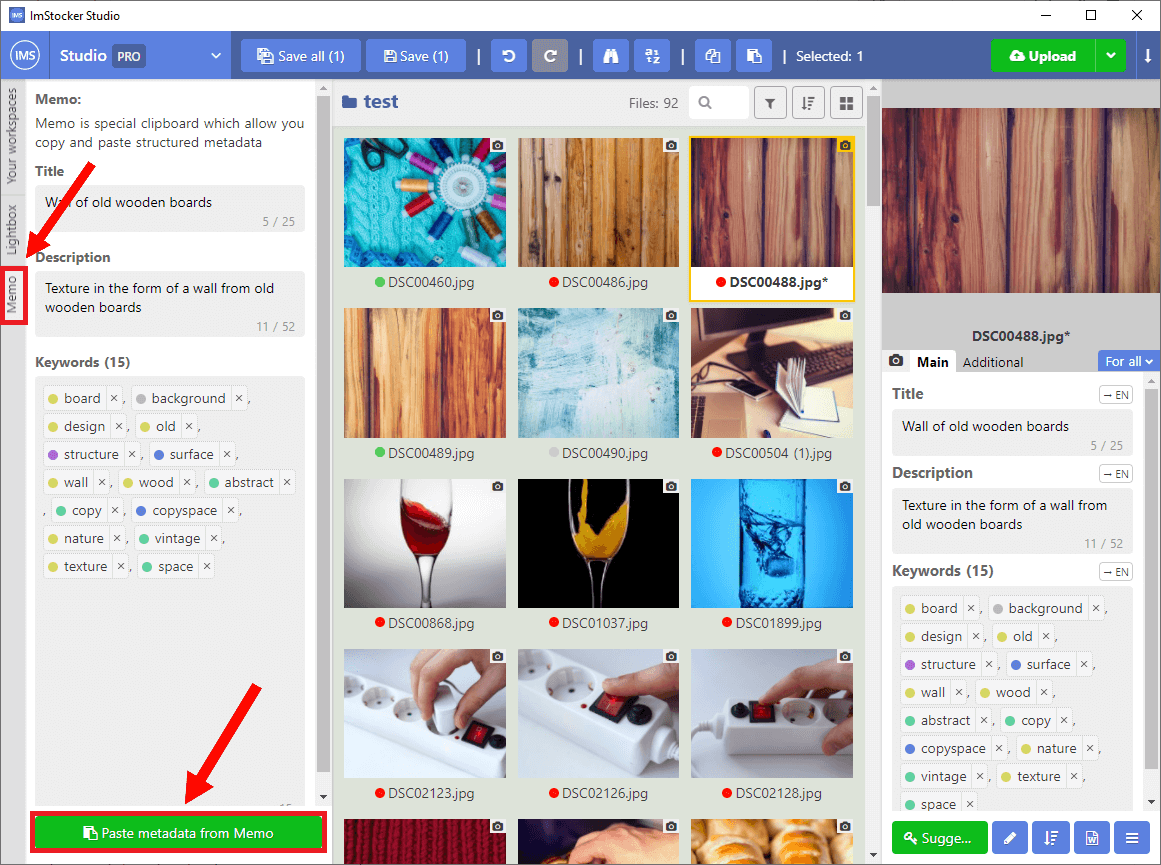 ImStocker Studio
IMS
Studio PRO
Save all (1)
Save (1)
Selected: 1
Upload
Your workspaces
Lightbox
Memo
Memo:
Memo is special clipboard which allow you
copy and paste structured metadata
Title
Wall of old wooden boards
5 / 25
Description
Texture in the form of a wall from old
wooden boards
11 / 52
Keywords (15)
board ×, background ×,
design ×, old ×,
structure ×, surface ×,
wall ×, wood ×, abstract ×
, copy ×, copyspace ×,
nature ×, vintage ×,
texture ×, space ×
Paste metadata from Memo
test
Files: 92
DSC00460.jpg
DSC00486.jpg
DSC00488.jpg*
DSC00489.jpg
DSC00490.jpg
DSC00504 (1).jpg
DSC00868.jpg
DSC01037.jpg
DSC01899.jpg
DSC02123.jpg
DSC02126.jpg
DSC02128.jpg
DSC00488.jpg*
Main
Additional
For all
Title
→ EN
Wall of old wooden boards
5 / 25
Description
→ EN
Texture in the form of a wall from
old wooden boards
11 / 52
Keywords (15)
→ EN
board ×, background ×,
design ×, old ×,
structure ×, surface ×,
wall ×, wood ×,
abstract ×, copy ×,
copyspace ×, nature ×,
vintage ×, texture ×,
space ×
Sugge...